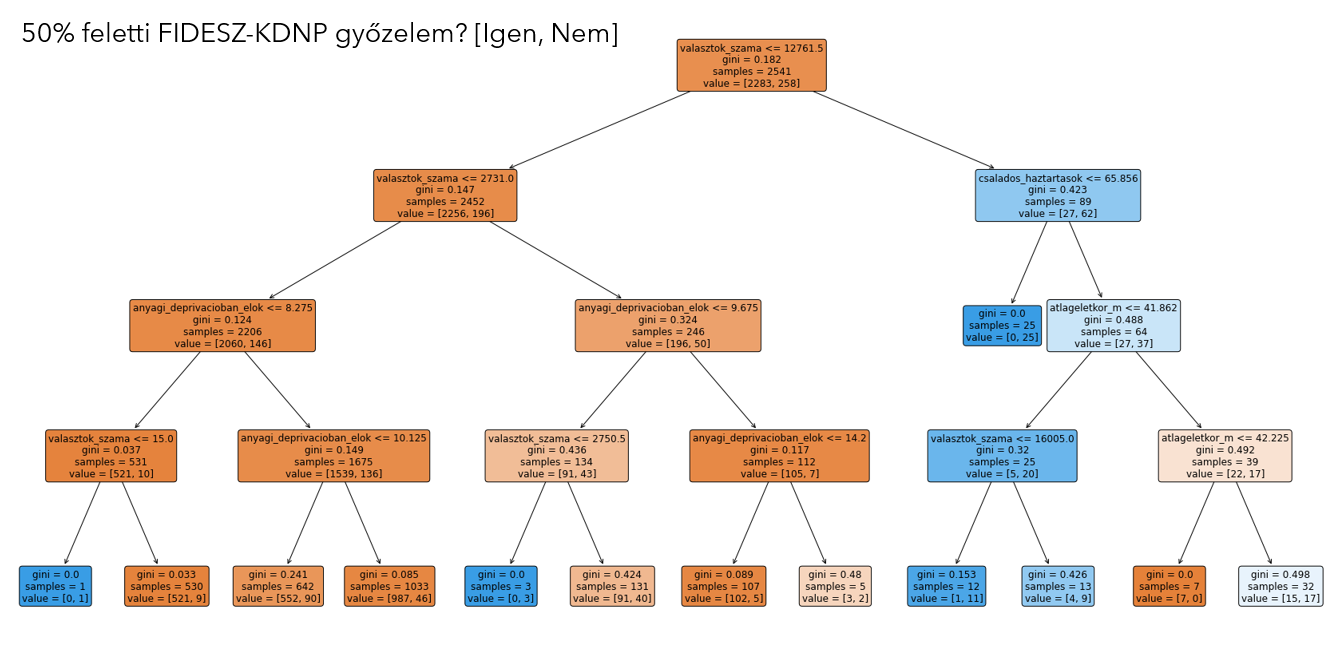 50% feletti FIDESZ-KDNP győzelem? [Igen, Nem]
valasztok_szama <= 12761.5
gini = 0.182
samples = 2541
value = [2283, 258]
valasztok_szama <= 2731.0
gini = 0.147
samples = 2452
value = [2256, 196]
csalados_haztartasok <= 65.856
gini = 0.423
samples = 89
value = [27, 62]
anyagi_deprivacioban_elok <= 8.275
gini = 0.124
samples = 2206
value = [2060, 146]
anyagi_deprivacioban_elok <= 9.675
gini = 0.324
samples = 246
value = [196, 50]
gini = 0.0
samples = 25
value = [0, 25]
atlageletkor_m <= 41.862
gini = 0.488
samples = 64
value = [27, 37]
valasztok_szama <= 15.0
gini = 0.037
samples = 531
value = [521, 10]
anyagi_deprivacioban_elok <= 10.125
gini = 0.149
samples = 1675
value = [1539, 136]
valasztok_szama <= 2750.5
gini = 0.436
samples = 134
value = [91, 43]
anyagi_deprivacioban_elok <= 14.2
gini = 0.117
samples = 112
value = [105, 7]
valasztok_szama <= 16005.0
gini = 0.32
samples = 25
value = [5, 20]
atlageletkor_m <= 42.225
gini = 0.492
samples = 39
value = [22, 17]
gini = 0.0
samples = 1
value = [0, 1]
gini = 0.033
samples = 530
value = [521, 9]
gini = 0.241
samples = 642
value = [552, 90]
gini = 0.085
samples = 1033
value = [987, 46]
gini = 0.0
samples = 3
value = [0, 3]
gini = 0.424
samples = 131
value = [91, 40]
gini = 0.089
samples = 107
value = [102, 5]
gini = 0.48
samples = 5
value = [3, 2]
gini = 0.153
samples = 12
value = [1, 11]
gini = 0.426
samples = 13
value = [4, 9]
gini = 0.0
samples = 7
value = [7, 0]
gini = 0.498
samples = 32
value = [15, 17]